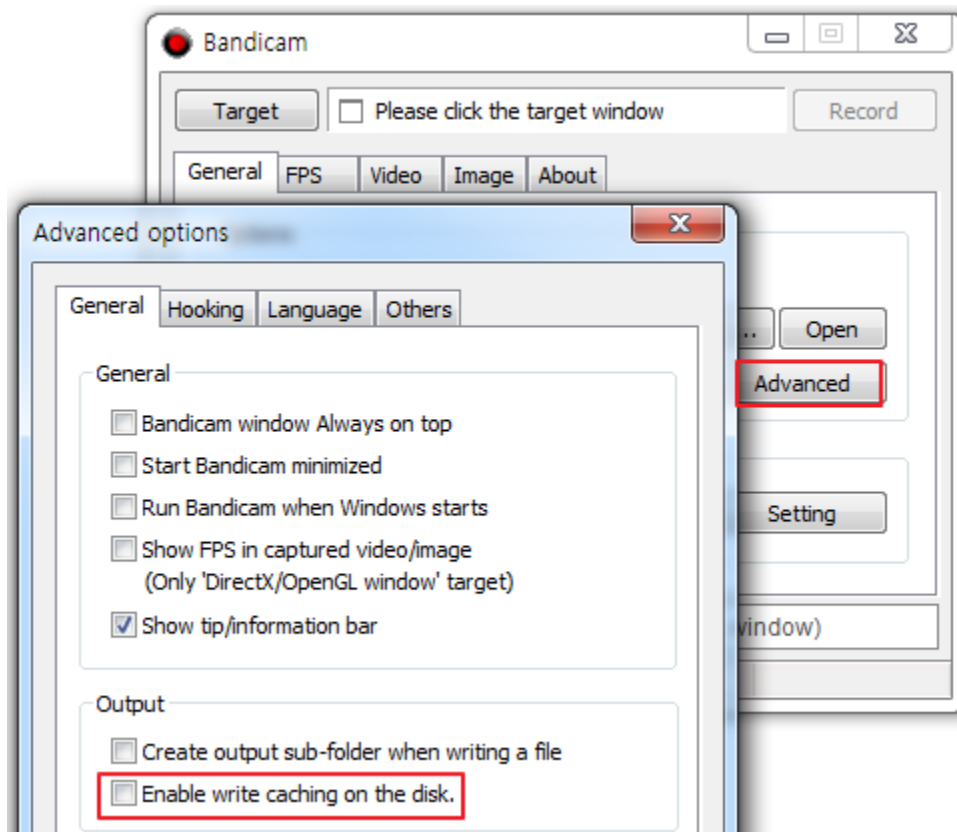 Bandicam
Target
Please click the target window
Record
General FPS Video Image About
Advanced options
General Hooking Language Others
.. Open
Advanced
General
Bandicam window Always on top
Start Bandicam minimized
Run Bandicam when Windows starts
Setting
Show FPS in captured video/image
(Only 'DirectX/OpenGL window' target)
Show tip/information bar
window)
Output
Create output sub-folder when writing a file
Enable write caching on the disk.